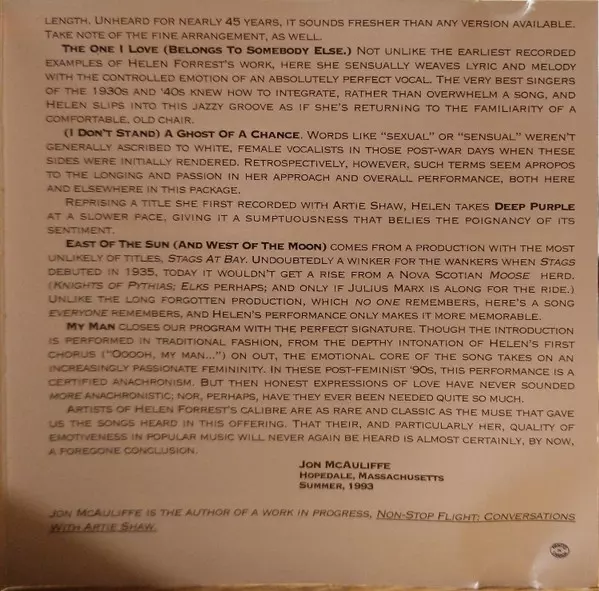 LENGTH. UNHEARD FOR NEARLY 45 YEARS, IT SOUNDS FRESHER THAN ANY VERSION AVAILABLE.
TAKE NOTE OF THE FINE ARRANGEMENT, AS WELL.
THE ONE I LOVE (BELONGS TO SOMEBODY ELSE.) NOT UNLIKE THE EARLIEST RECORDED
EXAMPLES OF HELEN FORREST'S WORK, HERE SHE SENSUALLY WEAVES LYRIC AND MELODY
WITH THE CONTROLLED EMOTION OF AN ABSOLUTELY PERFECT VOCAL. THE VERY BEST SINGERS
OF THE 1930S AND '40S KNEW HOW TO INTEGRATE, RATHER THAN OVERWHELM A SONG, AND
HELEN SLIPS INTO THIS JAZZY GROOVE AS IF SHE'S RETURNING TO THE FAMILIARITY OF A
COMFORTABLE, OLD CHAIR.
(I DON'T STAND) A GHOST OF A CHANCE. WORDS LIKE "SEXUAL" OR "SENSUAL" WEREN'T
GENERALLY ASCRIBED TO WHITE, FEMALE VOCALISTS IN THOSE POST-WAR DAYS WHEN THESE
SIDES WERE INITIALLY RENDERED. RETROSPECTIVELY, HOWEVER, SUCH TERMS SEEM APROPOS
TO THE LONGING AND PASSION IN HER APPROACH AND OVERALL PERFORMANCE, BOTH HERE
AND ELSEWHERE IN THIS PACKAGE.
REPRISING A TITLE SHE FIRST RECORDED WITH ARTIE SHAW, HELEN TAKES DEEP PURPLE
AT A SLOWER PACE, GIVING IT A SUMPTUOUSNESS THAT BELIES THE POIGNANCY OF ITS
SENTIMENT.
EAST OF THE SUN (AND WEST OF THE MOON) COMES FROM A PRODUCTION WITH THE MOST
UNLIKELY OF TITLES, STAGS AT BAY. UNDOUBTEDLY A WINKER FOR THE WANKERS WHEN STAGS
DEBUTED IN 1935, TODAY IT WOULDN'T GET A RISE FROM A NOVA SCOTIAN MOOSE HERD.
(KNIGHTS OF PYTHIAS; ELKS PERHAPS; AND ONLY IF JULIUS MARX IS ALONG FOR THE RIDE.)
UNLIKE THE LONG FORGOTTEN PRODUCTION, WHICH NO ONE REMEMBERS, HERE'S A SONG
EVERYONE REMEMBERS, AND HELEN'S PERFORMANCE ONLY MAKES IT MORE MEMORABLE.
MY MAN CLOSES OUR PROGRAM WITH THE PERFECT SIGNATURE. THOUGH THE INTRODUCTION
IS PERFORMED IN TRADITIONAL FASHION, FROM THE DEPTHY INTONATION OF HELEN'S FIRST
CHORUS ("OOOOH, MY MAN...") ON OUT, THE EMOTIONAL CORE OF THE SONG TAKES ON AN
INCREASINGLY PASSIONATE FEMININITY. IN THESE POST-FEMINIST '90S, THIS PERFORMANCE IS A
CERTIFIED ANACHRONISM. BUT THEN HONEST EXPRESSIONS OF LOVE HAVE NEVER SOUNDED
MORE ANACHRONISTIC; NOR, PERHAPS, HAVE THEY EVER BEEN NEEDED QUITE SO MUCH.
ARTISTS OF HELEN FORREST'S CALIBRE ARE AS RARE AND CLASSIC AS THE MUSE THAT GAVE
US THE SONGS HEARD IN THIS OFFERING. THAT THEIR, AND PARTICULARLY HER, QUALITY OF
EMOTIVENESS IN POPULAR MUSIC WILL NEVER AGAIN BE HEARD IS ALMOST CERTAINLY, BY NOW,
A FOREGONE CONCLUSION.
JON MCAULIFFE
HOPEDALE, MASSACHUSETTS
SUMMER, 1993
JON MCAULIFFE IS THE AUTHOR OF A WORK IN PROGRESS, NON-STOP FLIGHT: CONVERSATIONS
WITH ARTIE SHAW.